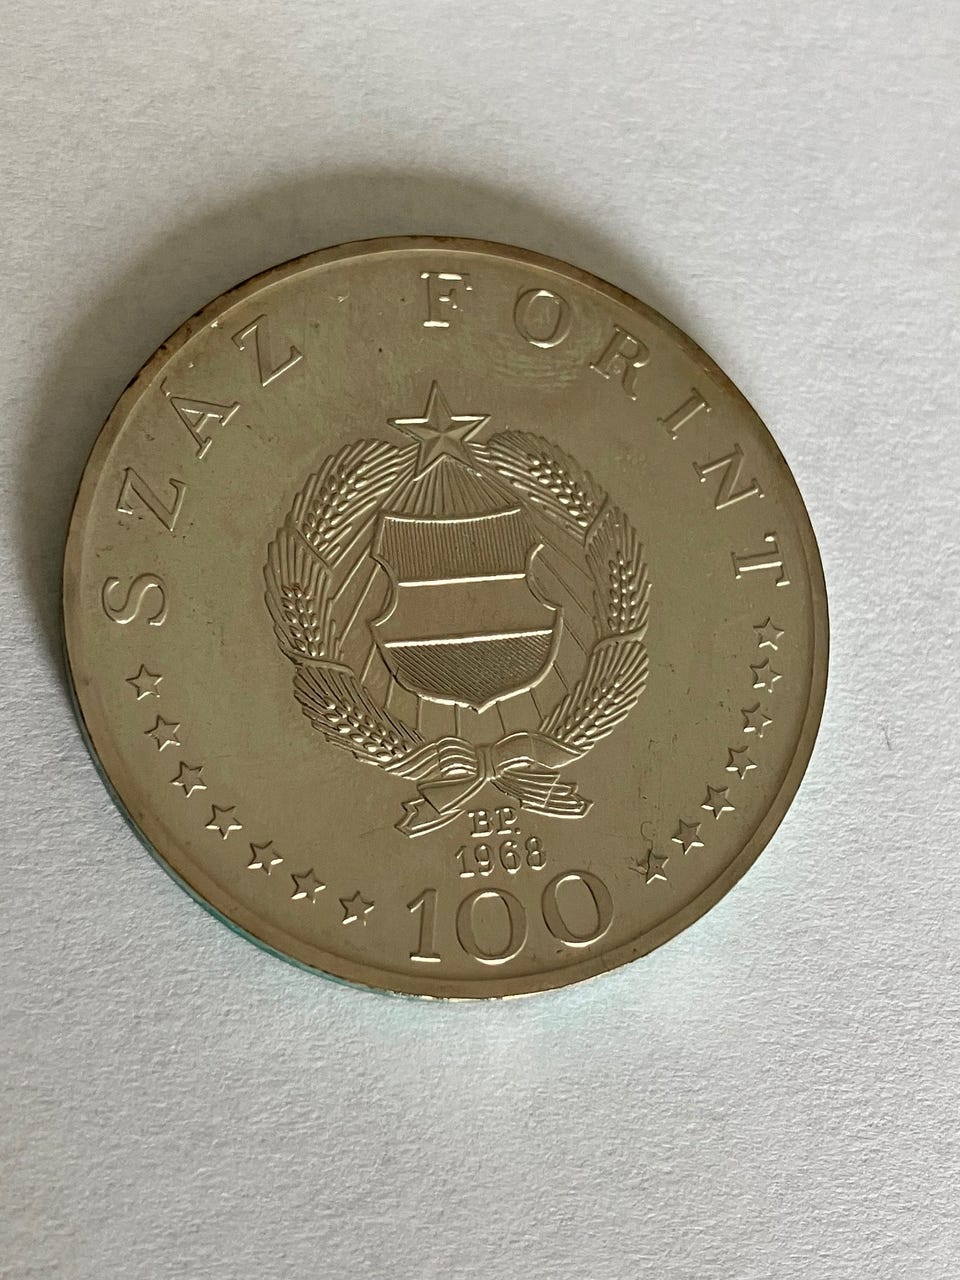 SZÁZ FORINT
BP.
1968
100